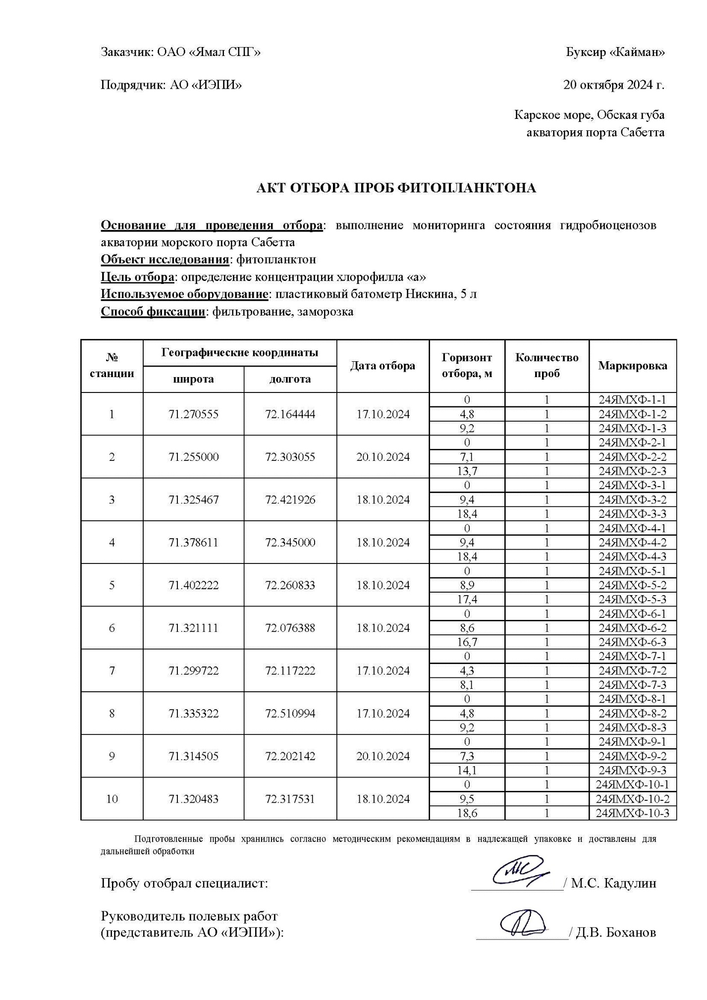 Заказчик: ОАО «Ямал СПГ»
Буксир «Кайман»
Подрядчик: АО «ИЭПИ»
20 октября 2024 г.
Карское море, Обская губа
акватория порта Сабетта
АКТ ОТБОРА ПРОБ ФИТОПЛАНКТОНА
Основание для проведения отбора: выполнение мониторинга состояния гидробиоценозов
акватории морского порта Сабетта
Объект исследования: фитопланктон
Цель отбора: определение концентрации хлорофилла «а»
Используемое оборудование: пластиковый батометр Нискина, 5 л
Способ фиксации: фильтрование, заморозка
№ станции Географические координаты Дата отбора Горизонт отбора, м Количество проб Маркировка
широта долгота
1 71.270555 72.164444 17.10.2024 0 1 24ЯМХФ-1-1
4,8 1 24ЯМХФ-1-2
9,2 1 24ЯМХФ-1-3
2 71.255000 72.303055 20.10.2024 0 1 24ЯМХФ-2-1
7,1 1 24ЯМХФ-2-2
13,7 1 24ЯМХФ-2-3
3 71.325467 72.421926 18.10.2024 0 1 24ЯМХФ-3-1
9,4 1 24ЯМХФ-3-2
18,4 1 24ЯМХФ-3-3
4 71.378611 72.345000 18.10.2024 0 1 24ЯМХФ-4-1
9,4 1 24ЯМХФ-4-2
18,4 1 24ЯМХФ-4-3
5 71.402222 72.260833 18.10.2024 0 1 24ЯМХФ-5-1
8,9 1 24ЯМХФ-5-2
17,4 1 24ЯМХФ-5-3
6 71.321111 72.076388 18.10.2024 0 1 24ЯМХФ-6-1
8,6 1 24ЯМХФ-6-2
16,7 1 24ЯМХФ-6-3
7 71.299722 72.117222 17.10.2024 0 1 24ЯМХФ-7-1
4,3 1 24ЯМХФ-7-2
8,1 1 24ЯМХФ-7-3
8 71.335322 72.510994 17.10.2024 0 1 24ЯМХФ-8-1
4,8 1 24ЯМХФ-8-2
9,2 1 24ЯМХФ-8-3
9 71.314505 72.202142 20.10.2024 0 1 24ЯМХФ-9-1
7,3 1 24ЯМХФ-9-2
14,1 1 24ЯМХФ-9-3
10 71.320483 72.317531 18.10.2024 0 1 24ЯМХФ-10-1
9,5 1 24ЯМХФ-10-2
18,6 1 24ЯМХФ-10-3
Подготовленные пробы хранились согласно методическим рекомендациям в надлежащей упаковке и доставлены для
дальнейшей обработки
Пробу отобрал специалист: / М.С. Кадулин
Руководитель полевых работ
(представитель АО «ИЭПИ»): / Д.В. Боханов